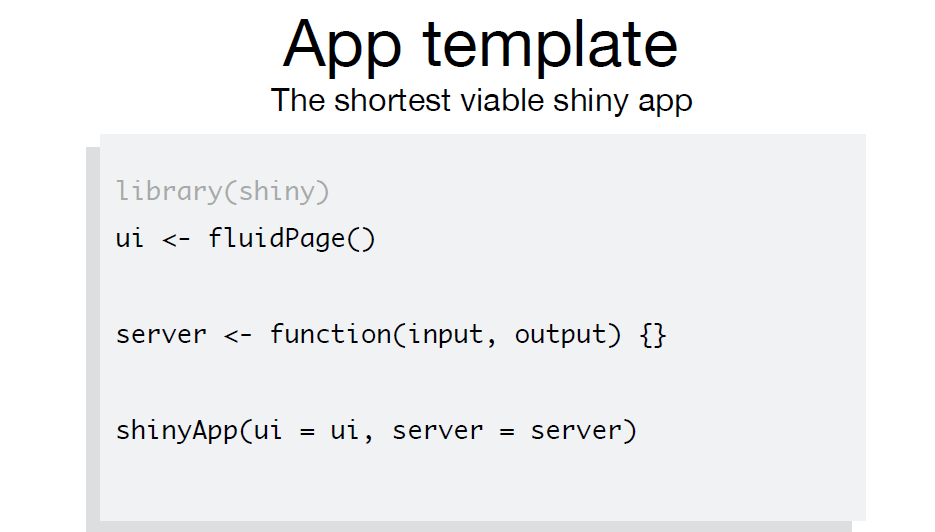 App template
The shortest viable shiny app
library(shiny)
ui <- fluidPage()
server <- function(input, output) {}
shinyApp(ui = ui, server = server)